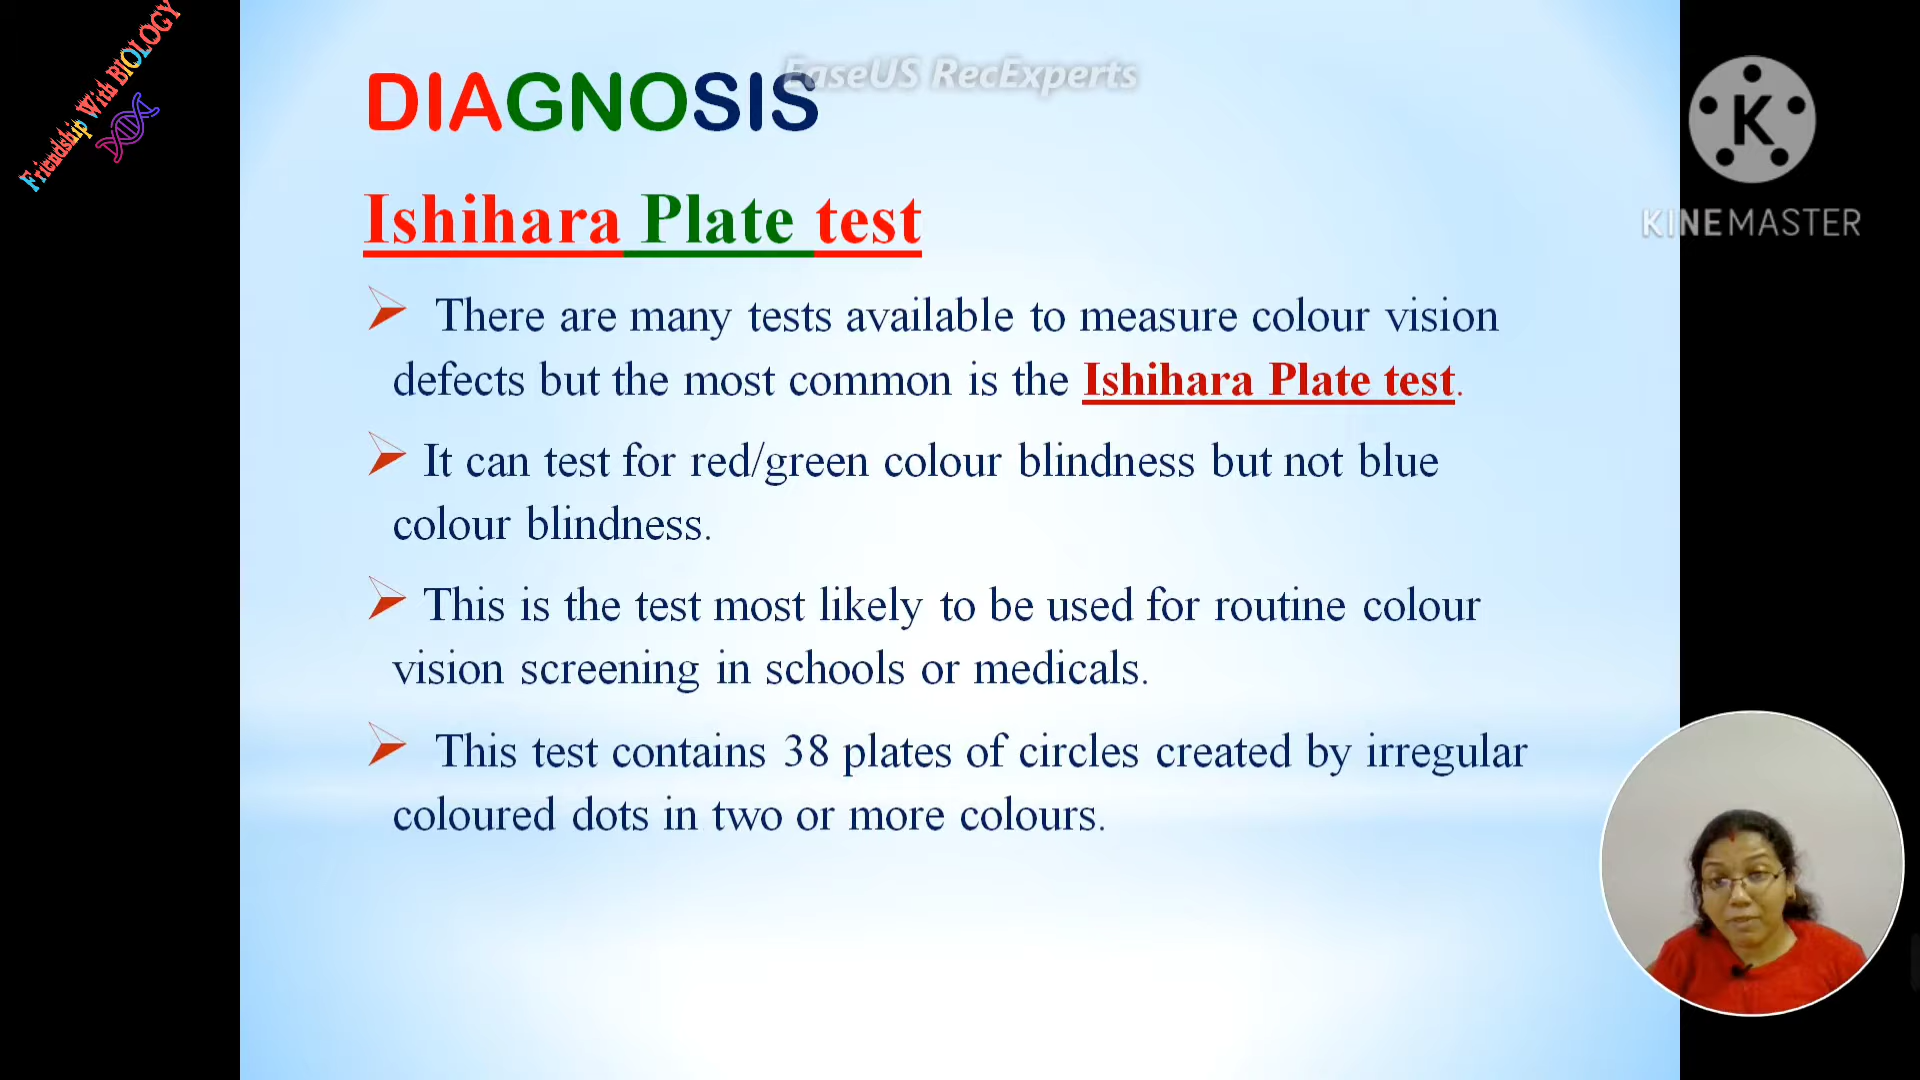 Friendship With BIOLOGY
EaseUS RecExperts
DIAGNOSIS
K
KINEMASTER
Ishihara Plate test
➢ There are many tests available to measure colour vision
defects but the most common is the Ishihara Plate test.
➢ It can test for red/green colour blindness but not blue
colour blindness.
➢ This is the test most likely to be used for routine colour
vision screening in schools or medicals.
➢ This test contains 38 plates of circles created by irregular
coloured dots in two or more colours.